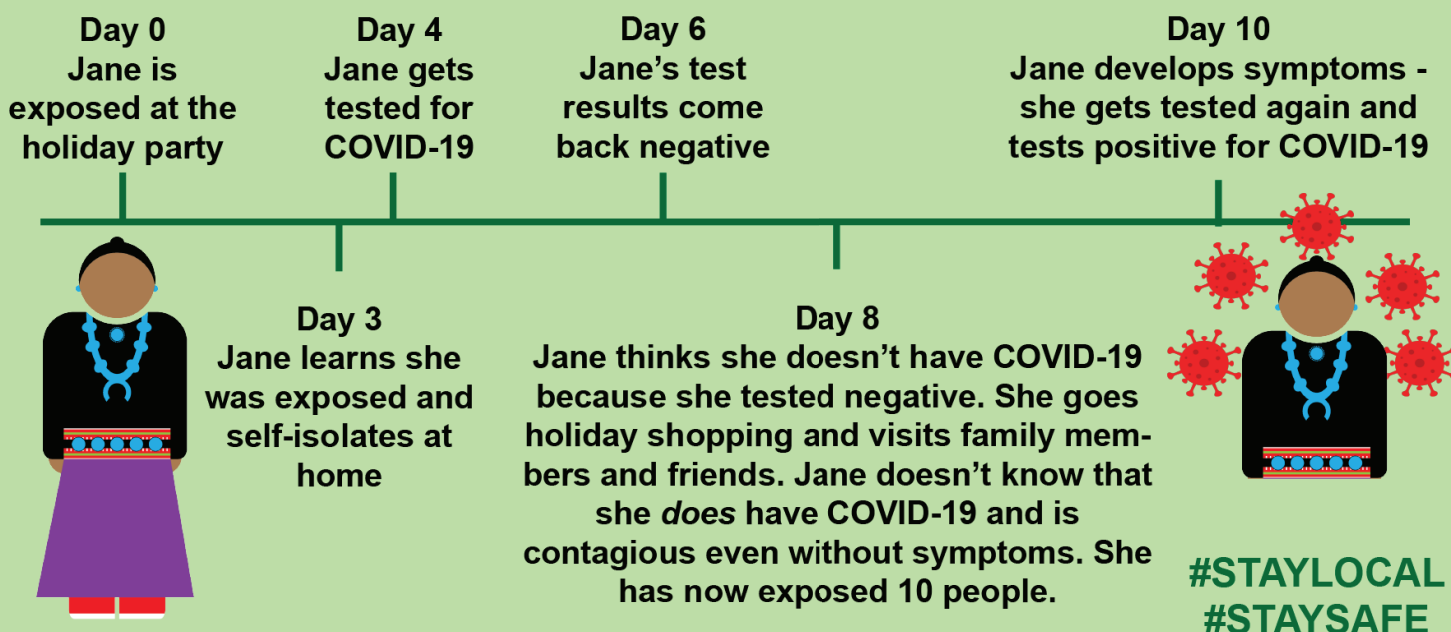 Day 0
Jane is
exposed at the
holiday party
Day 3
Jane learns she
was exposed and
self-isolates at
home
Day 4
Jane gets
tested for
COVID-19
Day 6
Jane's test
results come
back negative
Day 8
Jane thinks she doesn't have COVID-19
because she tested negative. She goes
holiday shopping and visits family mem-
bers and friends. Jane doesn't know that
she does have COVID-19 and is
contagious even without symptoms. She
has now exposed 10 people.
Day 10
Jane develops symptoms -
she gets tested again and
tests positive for COVID-19
#STAYLOCAL
#STAYSAFE